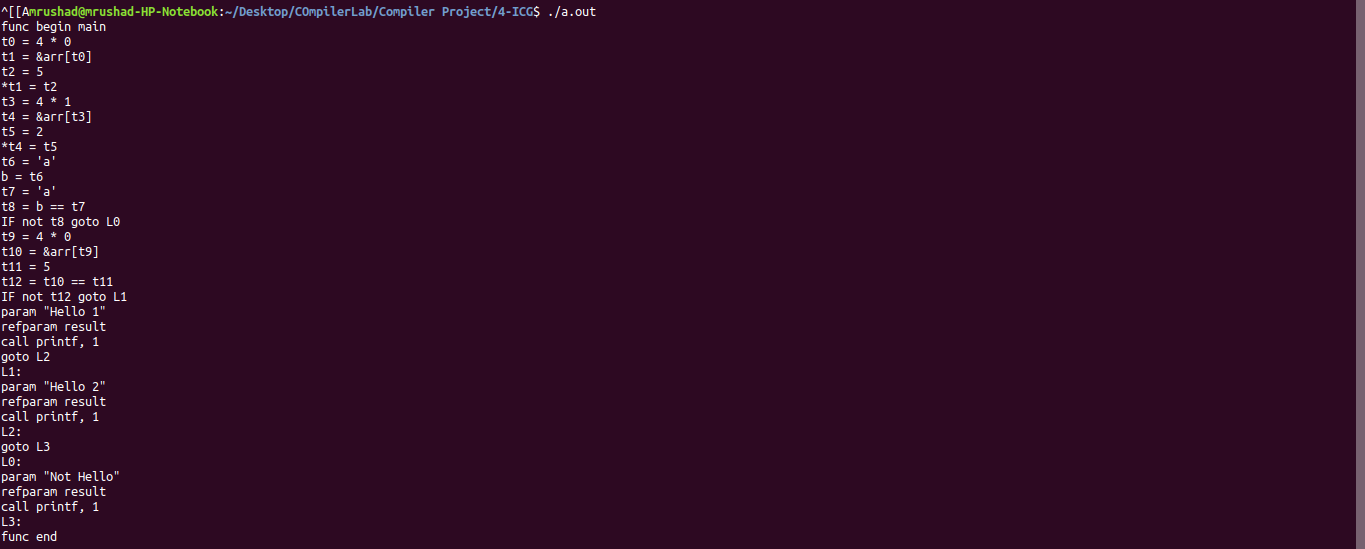 ^[[Amrushad@mrushad-HP-Notebook:~/Desktop/COmpilerLab/Compiler Project/4-ICG$ ./a.out
func begin main
t0 = 4 * 0
t1 = &arr[t0]
t2 = 5
*t1 = t2
t3 = 4 * 1
t4 = &arr[t3]
t5 = 2
*t4 = t5
t6 = 'a'
b = t6
t7 = 'a'
t8 = b == t7
IF not t8 goto L0
t9 = 4 * 0
t10 = &arr[t9]
t11 = 5
t12 = t10 == t11
IF not t12 goto L1
param "Hello 1"
refparam result
call printf, 1
goto L2
L1:
param "Hello 2"
refparam result
call printf, 1
L2:
goto L3
L0:
param "Not Hello"
refparam result
call printf, 1
L3:
func end